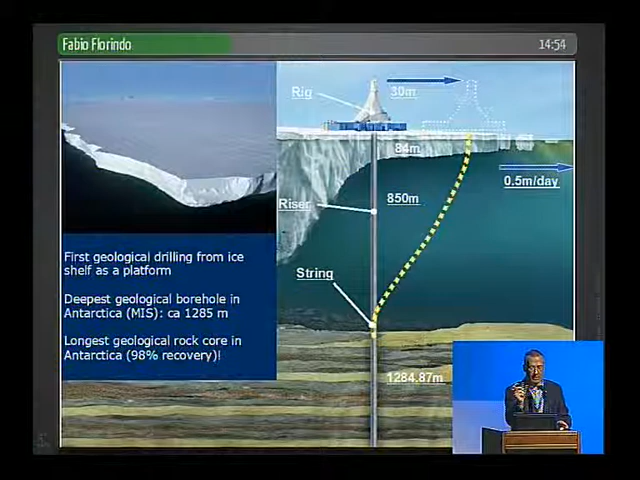 Fabio Florindo
14:54
Rig
30m
84m
0.5m/day
Riser
850m
String
1284.87m
First geological drilling from ice
shelf as a platform
Deepest geological borehole in
Antarctica (MIS): ca 1285 m
Longest geological rock core in
Antarctica (98% recovery)!